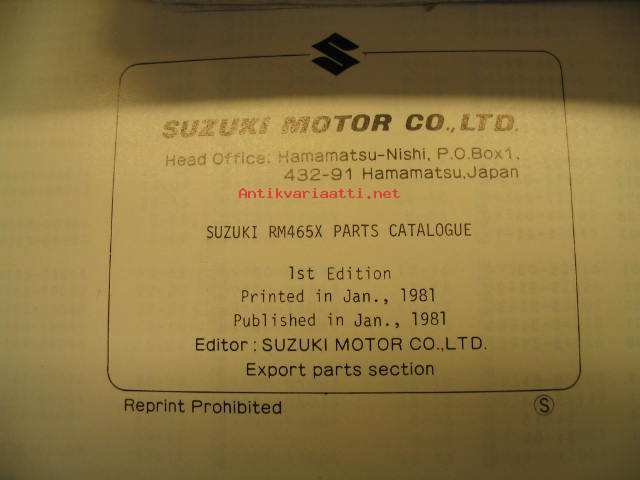 SUZUKI MOTOR CO., LTD.
Head Office: Hamamatsu-Nishi, P.O.Box1,
432-91 Hamamatsu,Japan
Antikvariaatti.net
SUZUKI RM465X PARTS CATALOGUE
1st Edition
Printed in Jan., 1981
Published in Jan., 1981
Editor : SUZUKI MOTOR CO.,LTD.
Export parts section
Reprint Prohibited
Ⓢ